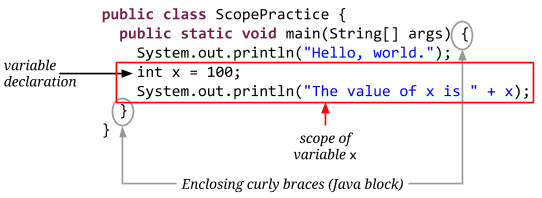 public class ScopePractice {
public static void main(String[] args) {
System.out.println("Hello, world.");
variable
declaration
int x = 100;
System.out.println("The value of x is " + x);
}
}
scope of
variable x
Enclosing curly braces (Java block)